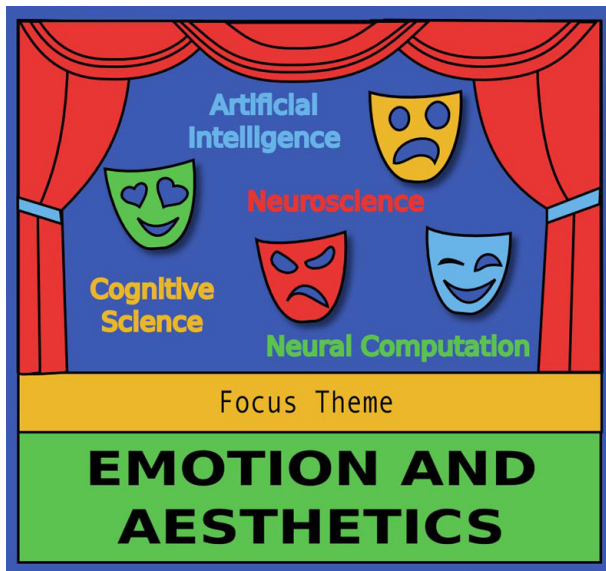 Artificial
Intelligence
Neuroscience
Cognitive
Science
Neural Computation
Focus Theme
EMOTION AND
AESTHETICS